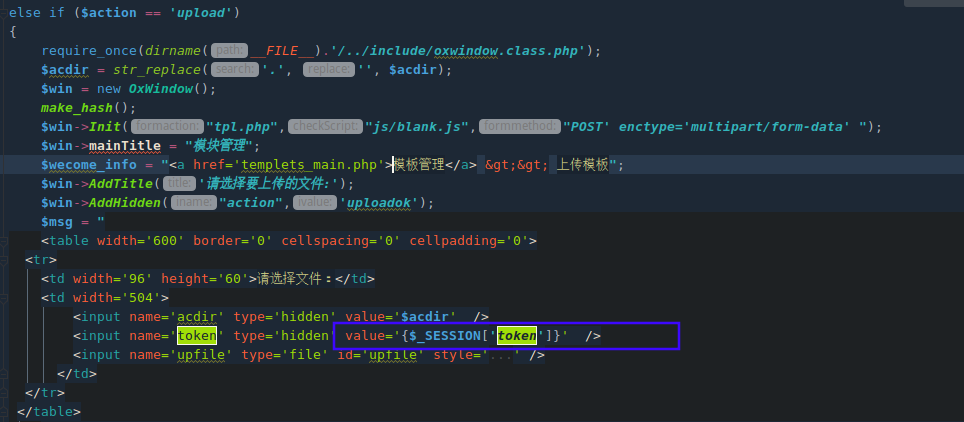 else if ($action == 'upload')
{
require_once(dirname( path: __FILE__).'/../include/oxwindow.class.php');
$acdir = str_replace( search: '.', replace: '', $acdir);
$win = new OxWindow();
make_hash();
$win->Init( formaction: "tpl.php", checkScript: "js/blank.js", formmethod: "POST' enctype='multipart/form-data' ");
$win->mainTitle = "模块管理";
$wecome_info = "<a href='templets_main.php'>模板管理</a> &gt;&gt; 上传模板";
$win->AddTitle( title: '请选择要上传的文件:');
$win->AddHidden( iname: "action", ivalue: 'uploadok');
$msg = "
<table width='600' border='0' cellspacing='0' cellpadding='0'>
<tr>
<td width='96' height='60'>请选择文件：</td>
<td width='504'>
<input name='acdir' type='hidden' value='$acdir' />
<input name='token' type='hidden' value='{$_SESSION['token']}' />
<input name='upfile' type='file' id='upfile' style='...' />
</td>
</tr>
</table>